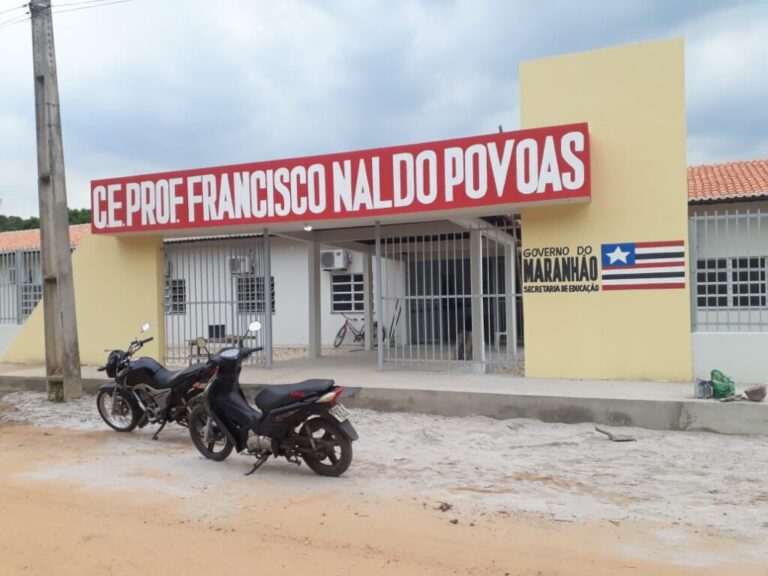 C.E. PROF. FRANCISCO NALDO POVOAS
GOVERNO DO
MARANHÃO
SECRETARIA DE EDUCAÇÃO